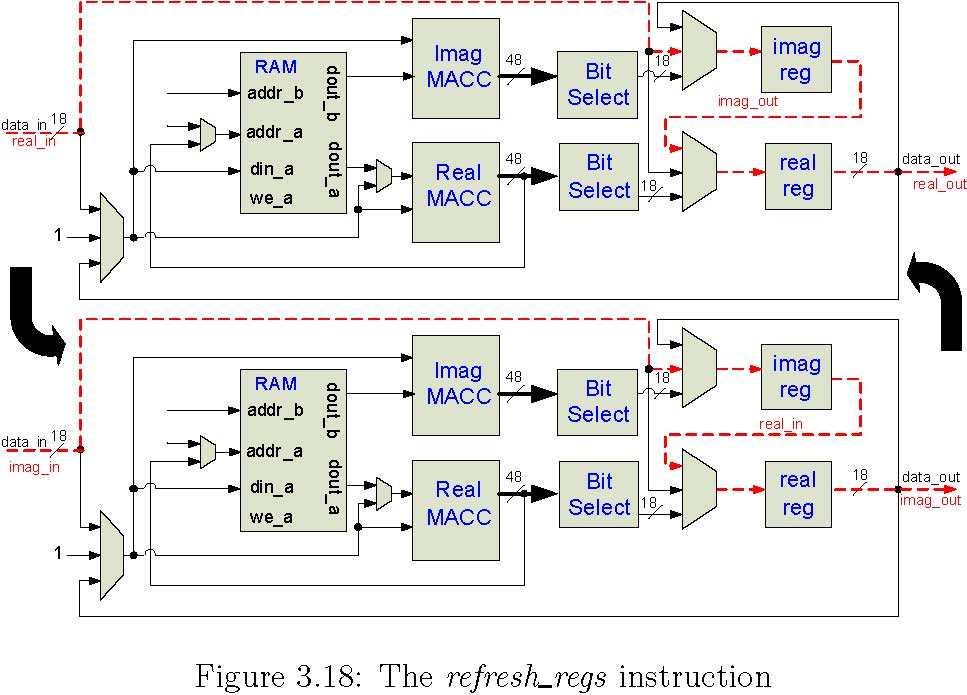 RAM
addr_b
addr_a
din_a
we_a
dout_b
dout_a
Imag
MACC
48
Bit
Select
18
imag
reg
imag_out
data_in 18
real_in
Real
MACC
48
Bit
Select
18
real
reg
18
data_out
real_out
1
RAM
addr_b
addr_a
din_a
we_a
dout_b
dout_a
Imag
MACC
48
Bit
Select
18
imag
reg
real_in
data_in 18
imag_in
Real
MACC
48
Bit
Select
18
real
reg
18
data_out
imag_out
1
Figure 3.18: The refresh_regs instruction